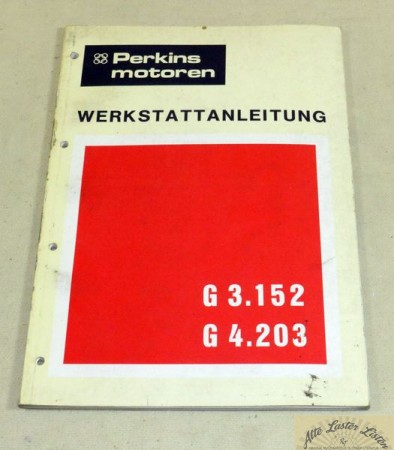 Perkins
motoren
WERKSTATTANLEITUNG
G 3.152
G 4.203
Alte Laster Listen